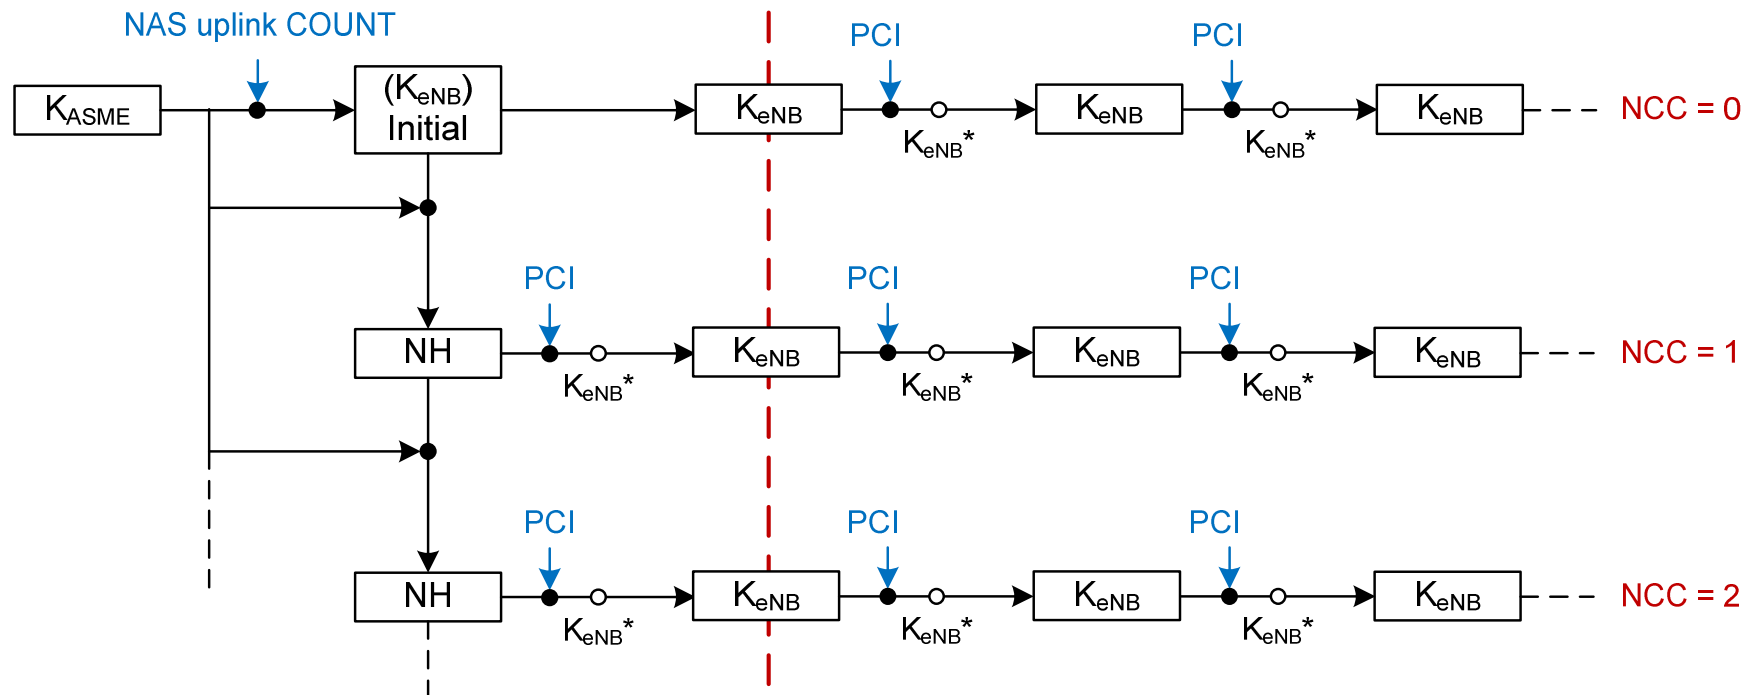 NAS uplink COUNT
PCI
PCI
KASME
(KeNB)
Initial
KeNB
KeNB
KeNB
NCC = 0
KeNB*
KeNB*
PCI
PCI
PCI
NH
KeNB
KeNB
KeNB
NCC = 1
KeNB*
KeNB*
KeNB*
PCI
PCI
PCI
NH
KeNB
KeNB
KeNB
NCC = 2
KeNB*
KeNB*
KeNB*